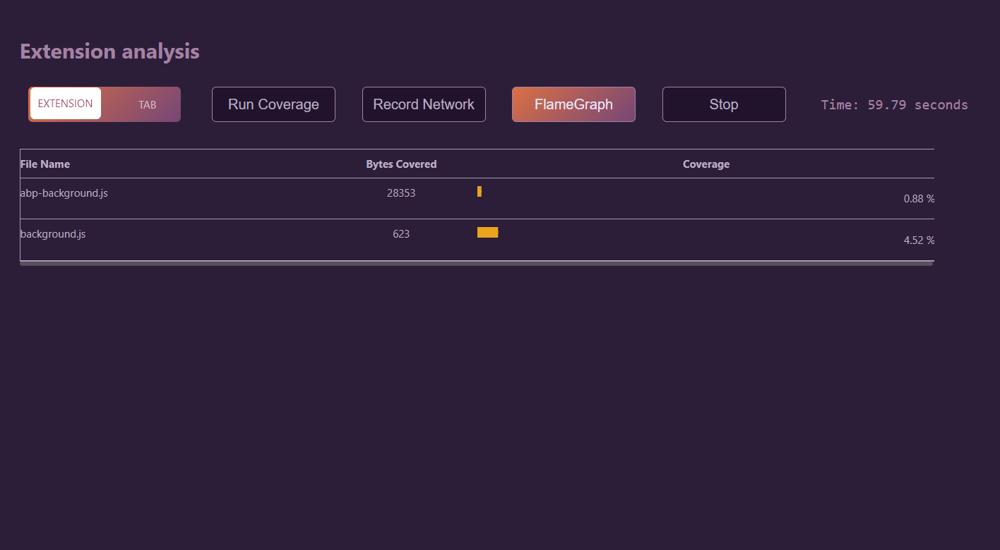 Extension analysis
EXTENSION TAB Run Coverage Record Network FlameGraph Stop Time: 59.79 seconds
File Name Bytes Covered Coverage
abp-background.js 28353 0.88 %
background.js 623 4.52 %